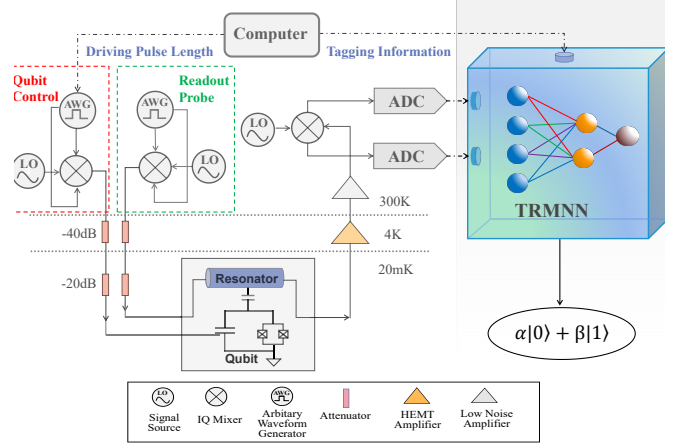 Computer
Driving Pulse Length
Tagging Information
Qubit
Control
Readout
Probe
AWG
AWG
LO
LO
LO
ADC
ADC
TRMNN
300K
-40dB
4K
-20dB
20mK
Resonator
Qubit
α|0⟩ + β|1⟩
LO
AWG
Signal
Source
IQ Mixer
Arbitary
Waveform
Generator
Attenuator
HEMT
Amplifier
Low Noise
Amplifier